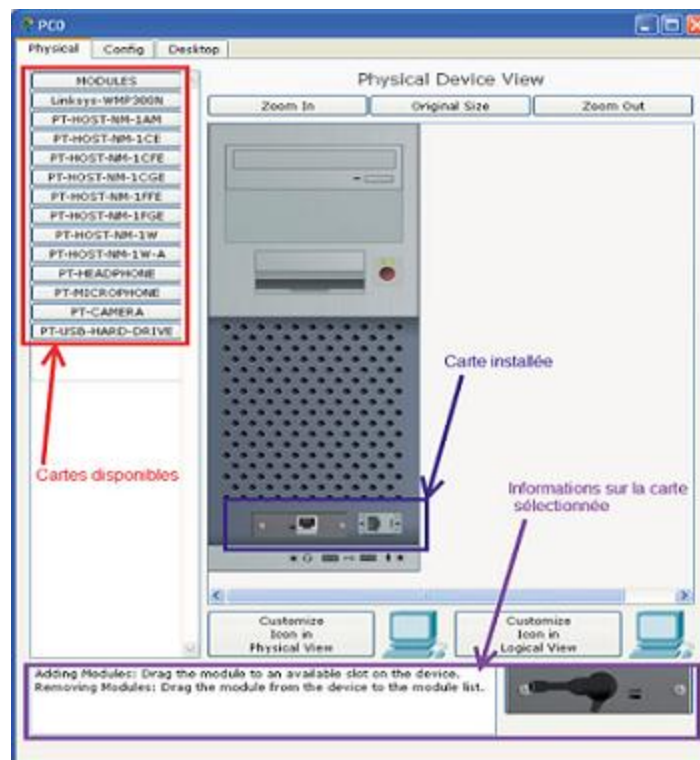 PC0
Physical Config Desktop
MODULES
Linksys-WMP300N
PT-HOST-NM-1AM
PT-HOST-NM-1CE
PT-HOST-NM-1CFE
PT-HOST-NM-1CGE
PT-HOST-NM-1FFE
PT-HOST-NM-1FGE
PT-HOST-NM-1W
PT-HOST-NM-1W-A
PT-HEADPHONE
PT-MICROPHONE
PT-CAMERA
PT-USB-HARD-DRIVE
Cartes disponibles
Physical Device View
Zoom In Original Size Zoom Out
Carte installée
Informations sur la carte
sélectionnée
Customize
Icon in
Physical View
Customize
Icon in
Logical View
Adding Modules: Drag the module to an available slot on the device.
Removing Modules: Drag the module from the device to the module list.